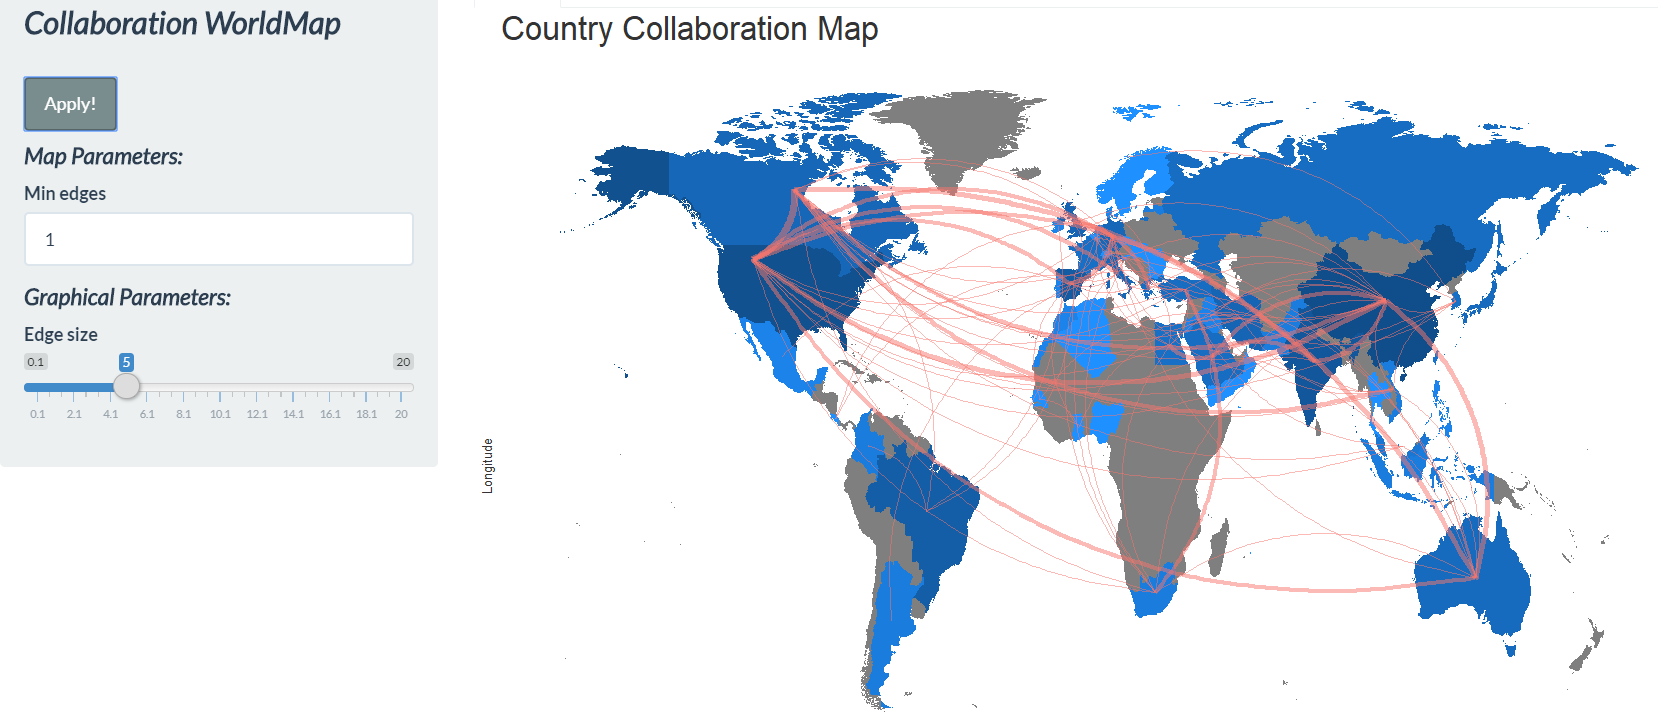 Collaboration WorldMap
Apply!
Map Parameters:
Min edges
1
Graphical Parameters:
Edge size
0.1 5 20
0.1 2.1 4.1 6.1 8.1 10.1 12.1 14.1 16.1 18.1 20
Country Collaboration Map
Longitude